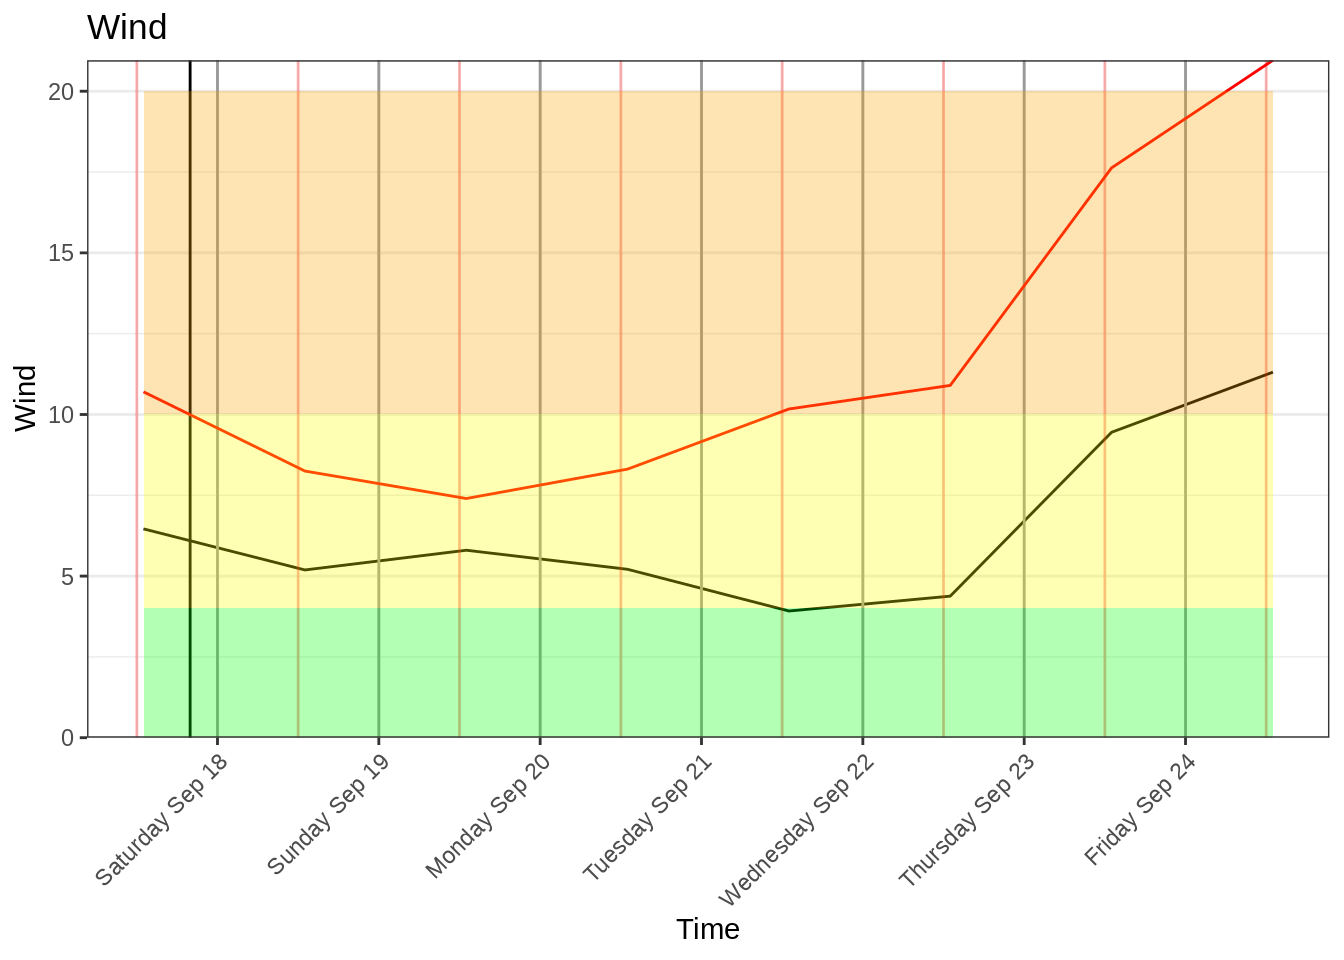 Wind
20
15
10
5
0
Wind
Saturday Sep 18
Sunday Sep 19
Monday Sep 20
Tuesday Sep 21
Wednesday Sep 22
Thursday Sep 23
Friday Sep 24
Time